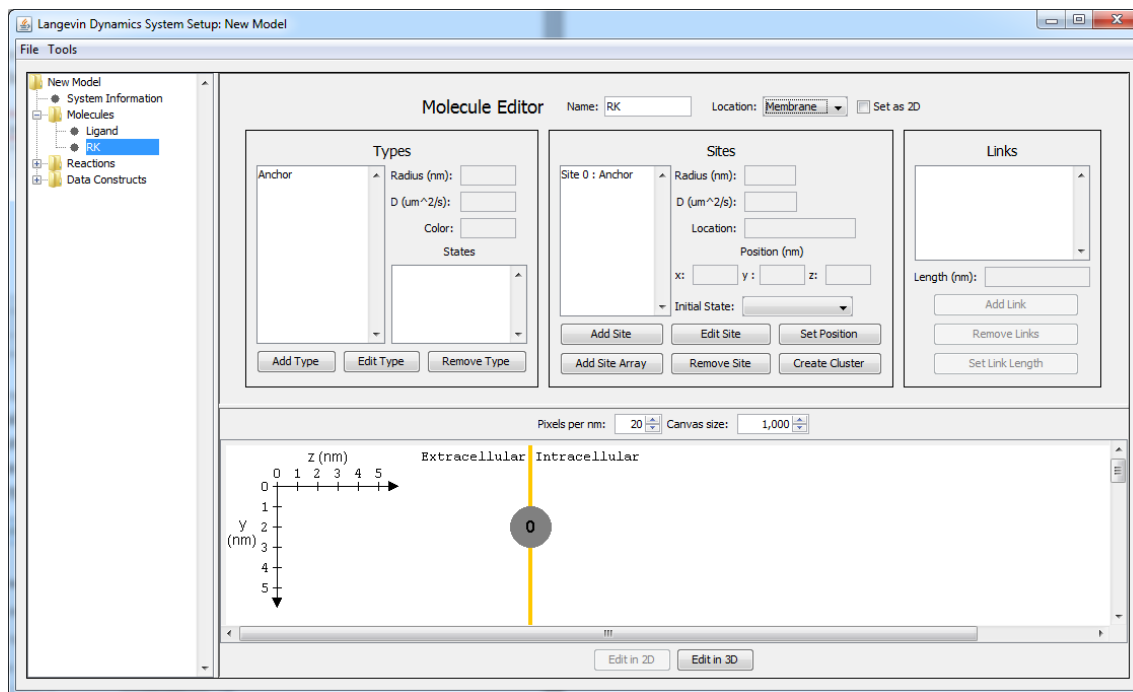 Langevin Dynamics System Setup: New Model
File Tools
New Model
System Information
Molecules
Ligand
RK
Reactions
Data Constructs
Molecule Editor Name: RK Location: Membrane Set as 2D
Types
Anchor
Radius (nm):
D (um^2/s):
Color:
States
Add Type Edit Type Remove Type
Sites
Site 0 : Anchor
Radius (nm):
D (um^2/s):
Location:
Position (nm)
x: y : z:
Initial State:
Add Site Edit Site Set Position
Add Site Array Remove Site Create Cluster
Links
Length (nm):
Add Link
Remove Links
Set Link Length
Pixels per nm: 20 Canvas size: 1,000
z (nm) Extracellular Intracellular
0 1 2 3 4 5
0
1
y 2
(nm) 3
4
5
0
Edit in 2D Edit in 3D